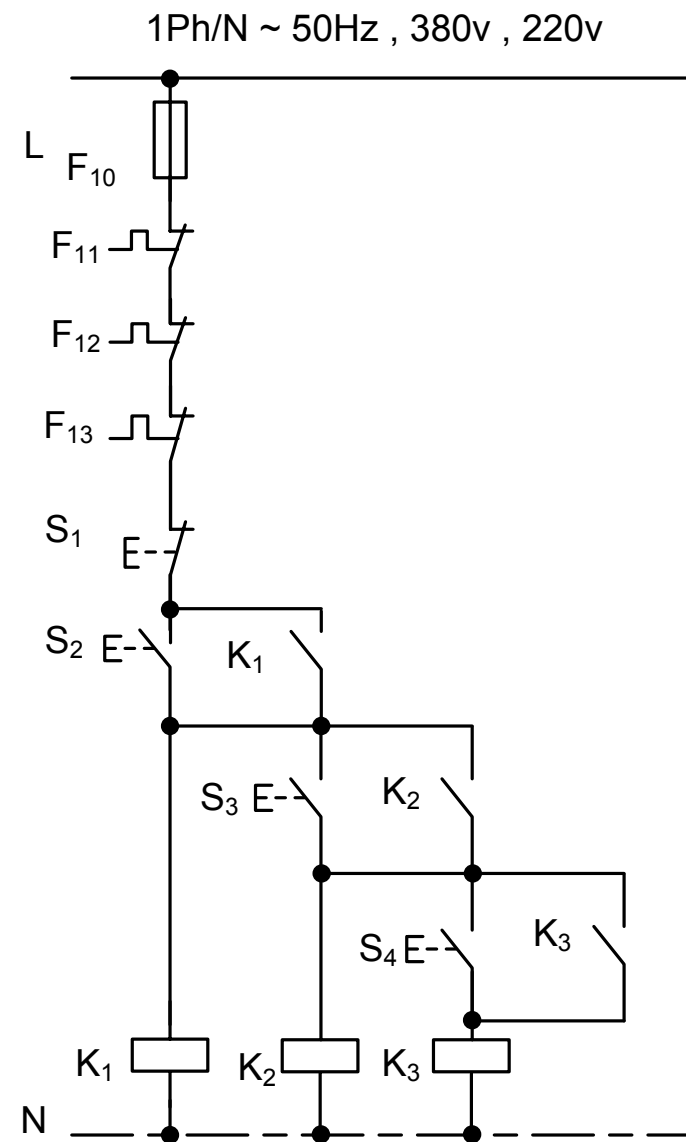 1Ph/N ~ 50Hz , 380v , 220v
L
F₁₀
F₁₁
F₁₂
F₁₃
S₁
S₂
K₁
S₃
K₂
S₄
K₃
K₁
K₂
K₃
N